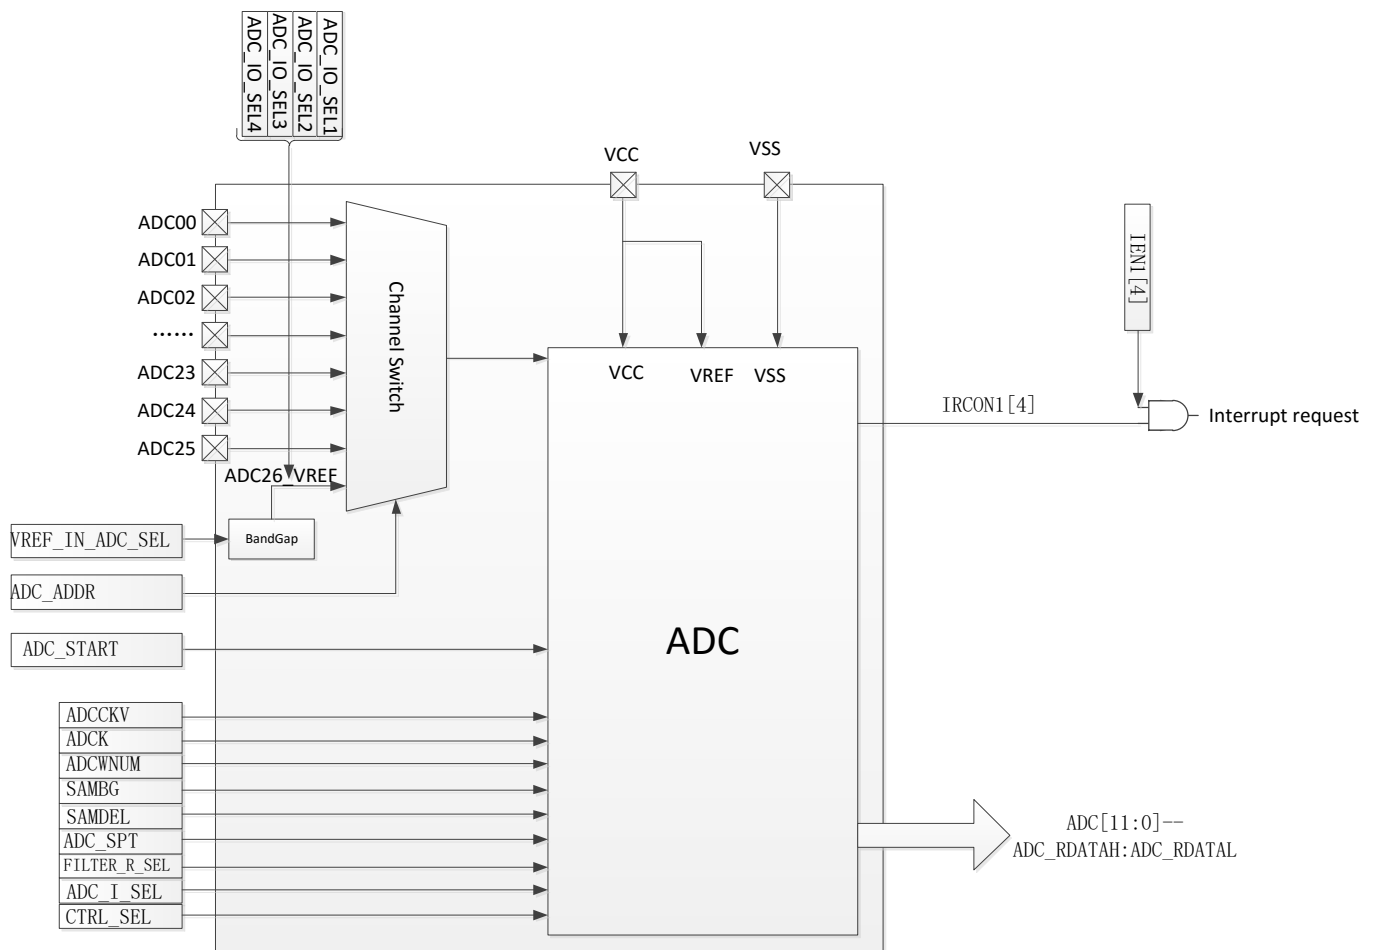 ADC_IO_SEL4
ADC_IO_SEL3
ADC_IO_SEL2
ADC_IO_SEL1
VCC
VSS
ADC00
ADC01
ADC02
......
ADC23
ADC24
ADC25
ADC26_VREF
Channel Switch
BandGap
VREF_IN_ADC_SEL
ADC_ADDR
ADC_START
ADCCKV
ADCK
ADCWNUM
SAMBG
SAMDEL
ADC_SPT
FILTER_R_SEL
ADC_I_SEL
CTRL_SEL
VCC
VREF
VSS
ADC
IEN1[4]
IRCON1[4]
Interrupt request
ADC[11:0]--
ADC_RDATAH:ADC_RDATAL